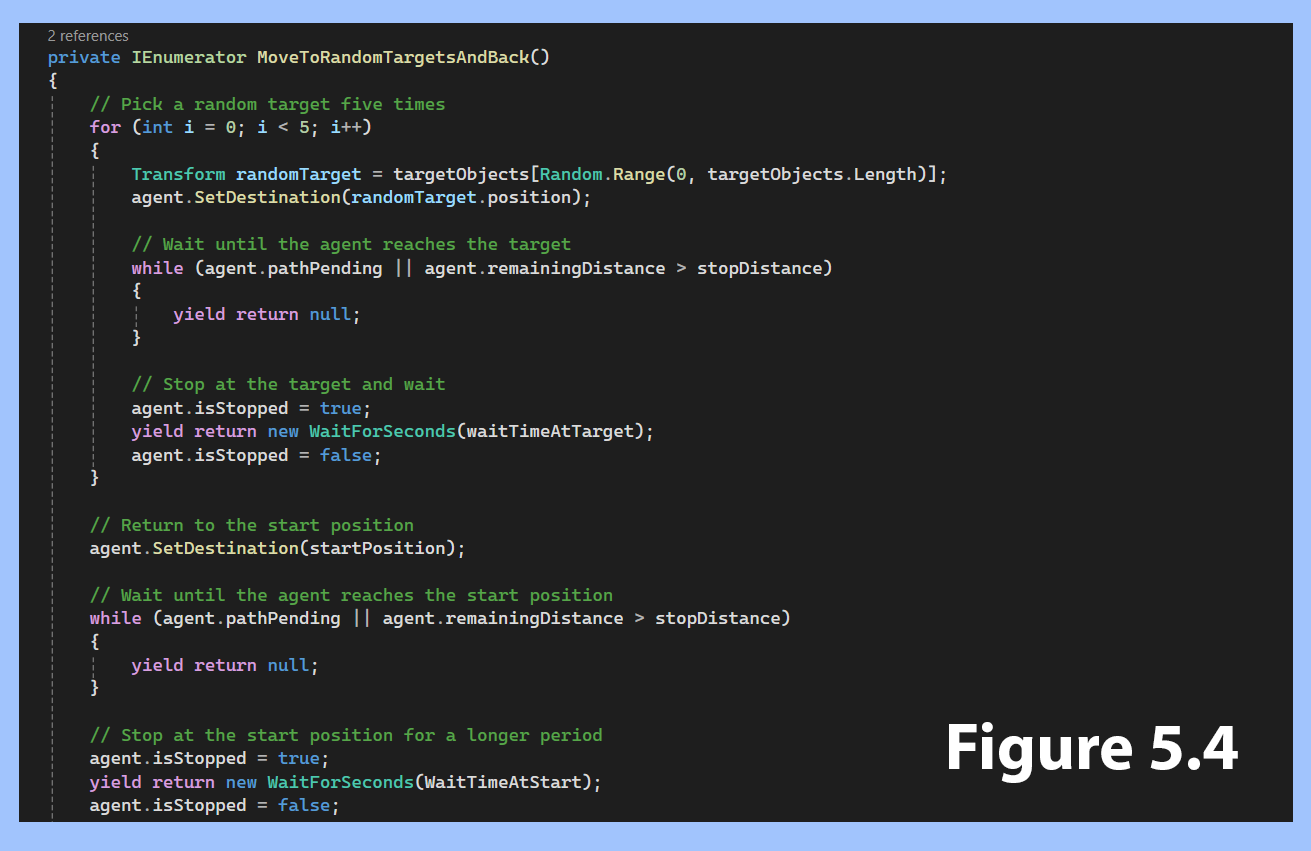 2 references
private IEnumerator MoveToRandomTargetsAndBack()
{
    // Pick a random target five times
    for (int i = 0; i < 5; i++)
    {
        Transform randomTarget = targetObjects[Random.Range(0, targetObjects.Length)];
        agent.SetDestination(randomTarget.position);

        // Wait until the agent reaches the target
        while (agent.pathPending || agent.remainingDistance > stopDistance)
        {
            yield return null;
        }

        // Stop at the target and wait
        agent.isStopped = true;
        yield return new WaitForSeconds(waitTimeAtTarget);
        agent.isStopped = false;
    }

    // Return to the start position
    agent.SetDestination(startPosition);

    // Wait until the agent reaches the start position
    while (agent.pathPending || agent.remainingDistance > stopDistance)
    {
        yield return null;
    }

    // Stop at the start position for a longer period
    agent.isStopped = true;
    yield return new WaitForSeconds(WaitTimeAtStart);
    agent.isStopped = false;
Figure 5.4